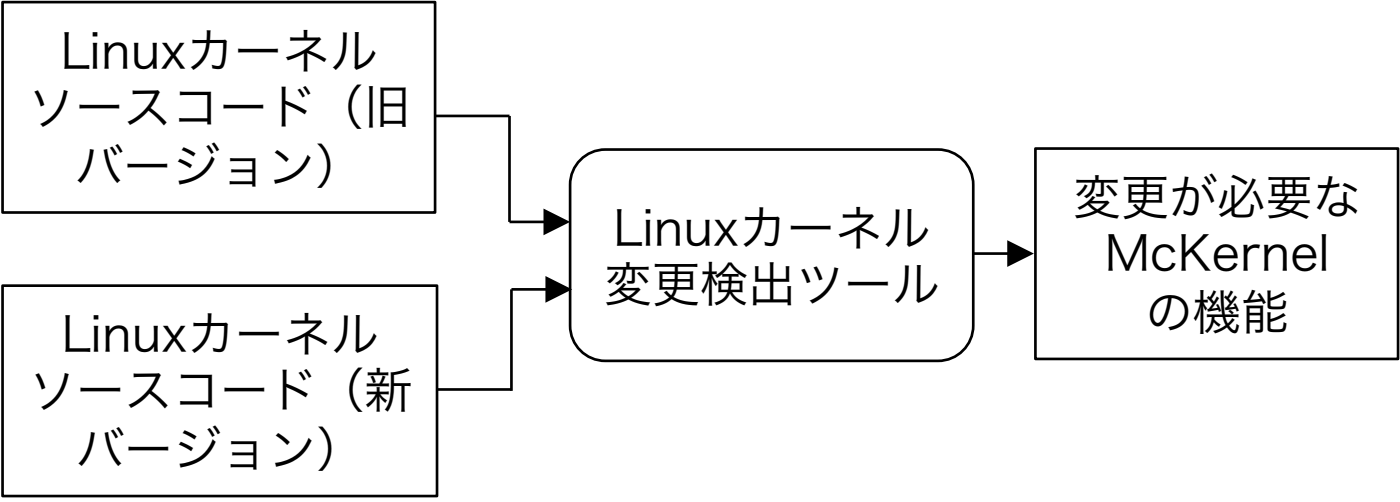 Linuxカーネル
ソースコード（旧
バージョン）
Linuxカーネル
ソースコード（新
バージョン）
Linuxカーネル
変更検出ツール
変更が必要な
McKernel
の機能